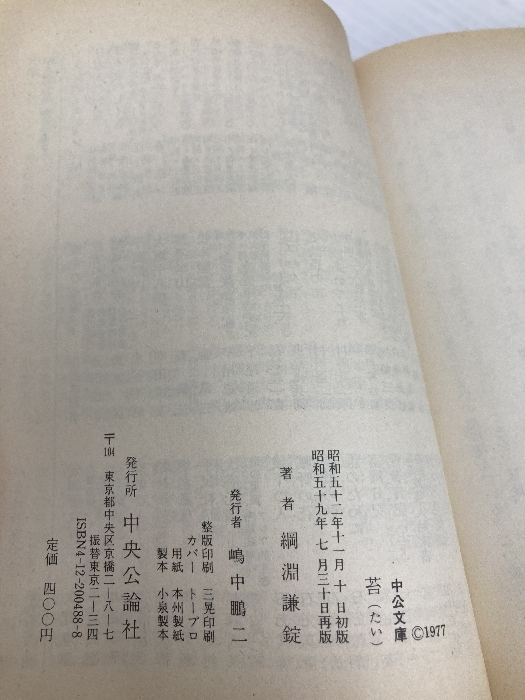 中公文庫 ©1977
苔(たい)
昭和五十二年十一月十日初版
昭和五十九年七月三十日再版
著者 綱淵謙錠
発行者 嶋中鵬二
整版印刷 三晃印刷
カバー トープロ
用紙 本州製紙
製本 小泉製本
発行所 中央公論社
〒104 東京都中央区京橋二―八―七
振替東京二―三四
ISBN4-12-200488-8
定価 四〇〇円